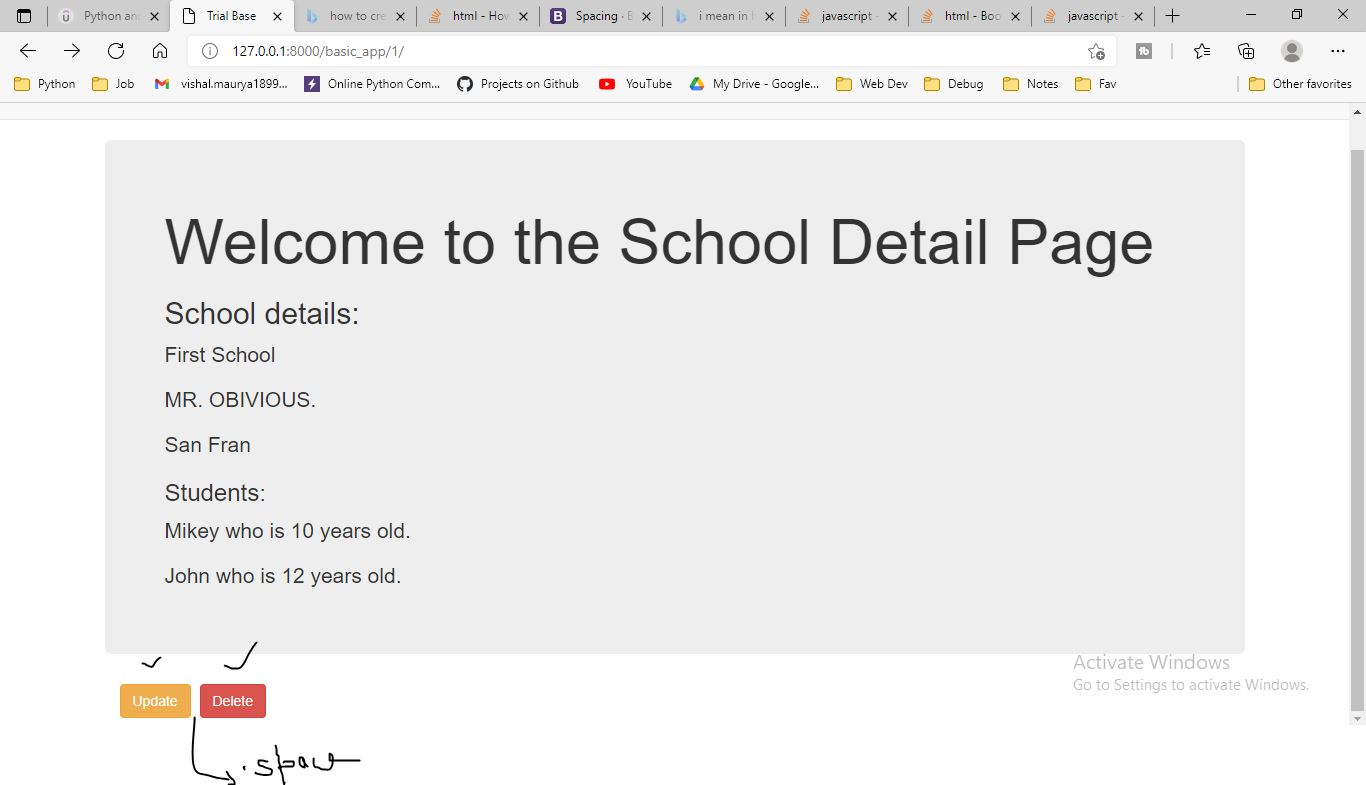 Python an
Trial Base
how to cre
html - How
Spacing · B
i mean in
javascript -
html - Boo
javascript -
127.0.0.1:8000/basic_app/1/
Python
Job
vishal.maurya1899...
Online Python Com...
Projects on Github
YouTube
My Drive - Google...
Web Dev
Debug
Notes
Fav
Other favorites
Welcome to the School Detail Page
School details:
First School
MR. OBIVIOUS.
San Fran
Students:
Mikey who is 10 years old.
John who is 12 years old.
Activate Windows
Go to Settings to activate Windows.
Update
Delete
space